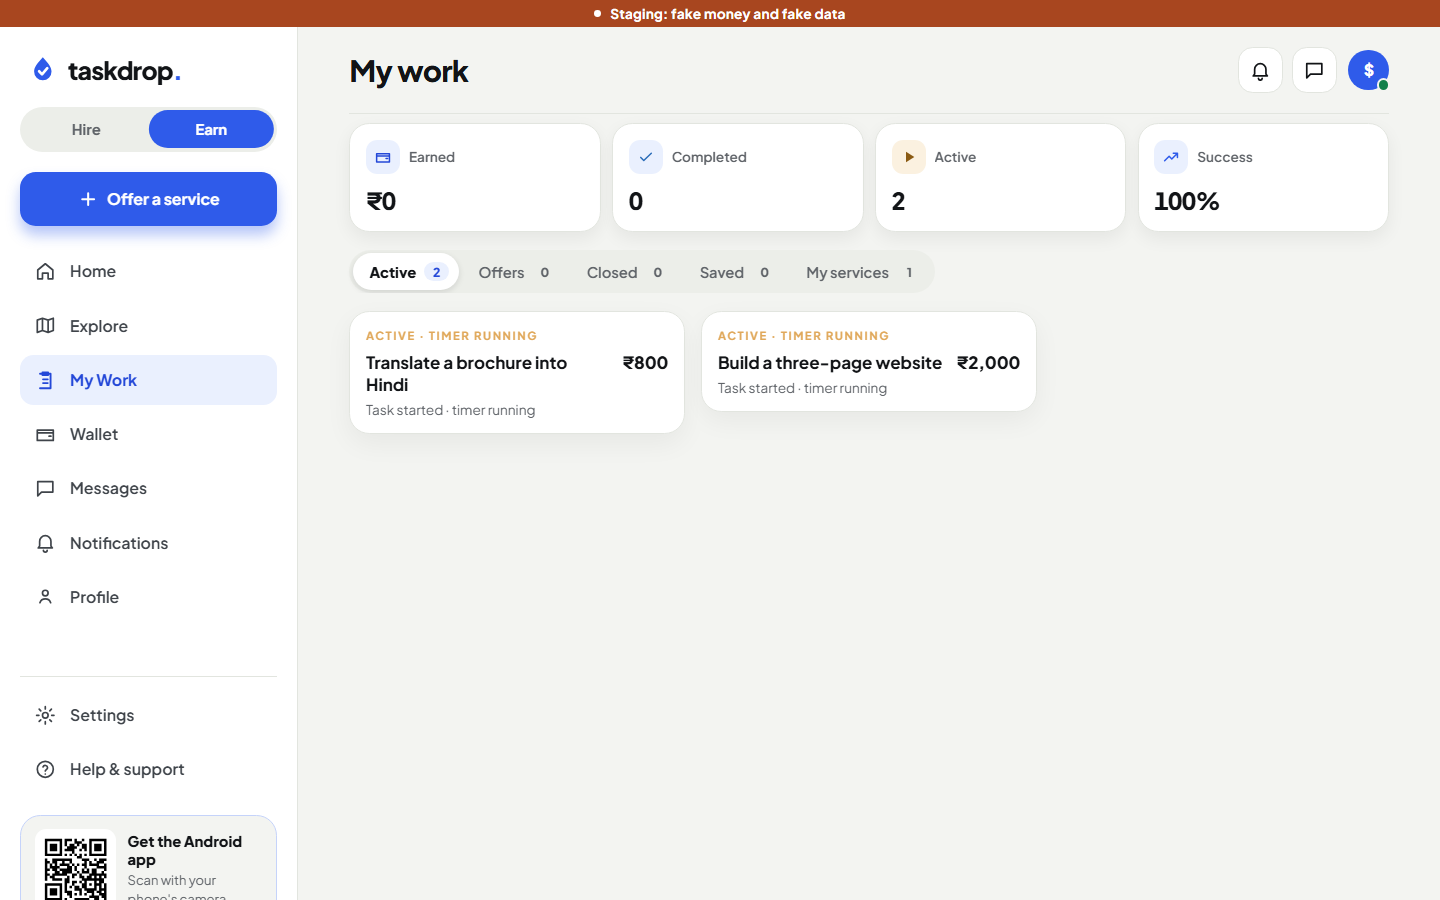 Staging: fake money and fake data
taskdrop.
Hire
Earn
Offer a service
Home
Explore
My Work
Wallet
Messages
Notifications
Profile
Settings
Help & support
Get the Android
app
Scan with your
phone's camera
My work
$
Earned
₹0
Completed
0
Active
2
Success
100%
Active 2
Offers 0
Closed 0
Saved 0
My services 1
ACTIVE · TIMER RUNNING
Translate a brochure into
Hindi
₹800
Task started · timer running
ACTIVE · TIMER RUNNING
Build a three-page website
₹2,000
Task started · timer running